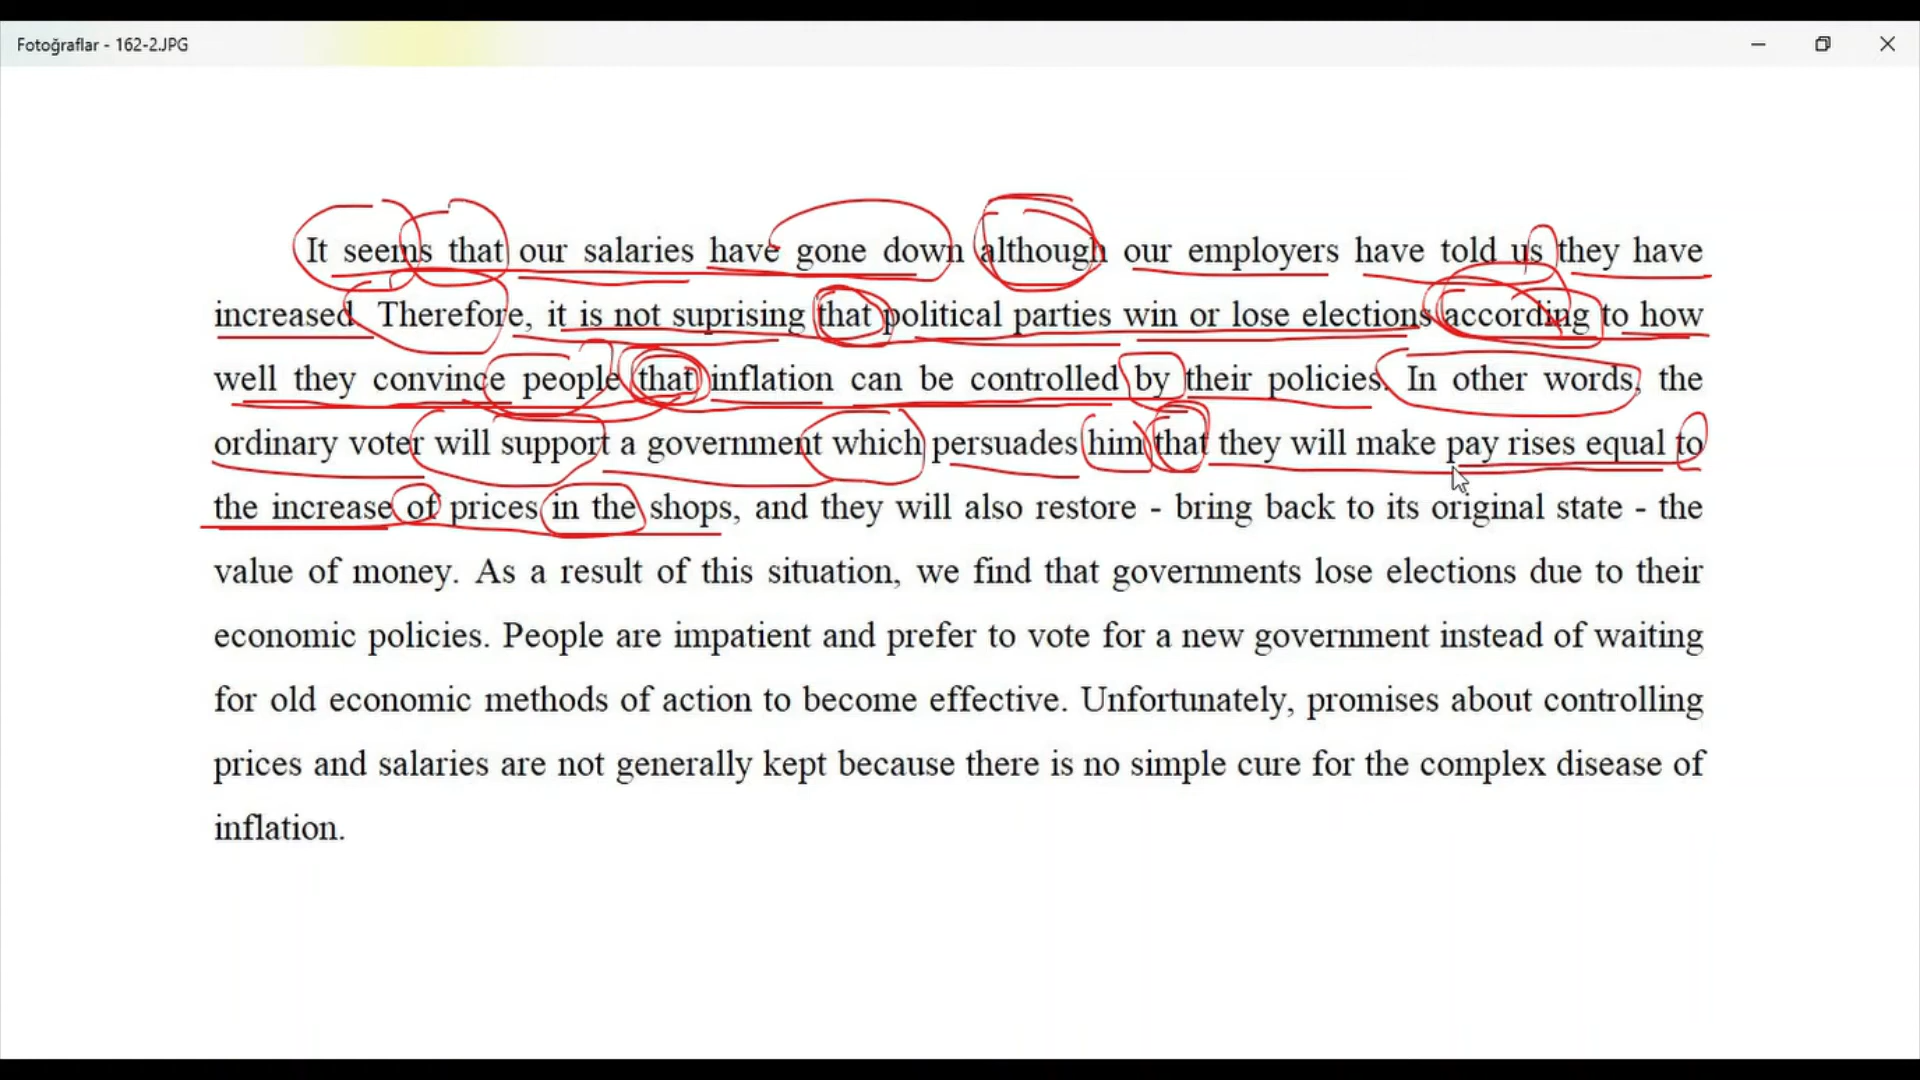 Fotoğraflar - 162-2.JPG
It seems that our salaries have gone down although our employers have told us they have
increased. Therefore, it is not suprising that political parties win or lose elections according to how
well they convince people that inflation can be controlled by their policies. In other words, the
ordinary voter will support a government which persuades him that they will make pay rises equal to
the increase of prices in the shops, and they will also restore - bring back to its original state - the
value of money. As a result of this situation, we find that governments lose elections due to their
economic policies. People are impatient and prefer to vote for a new government instead of waiting
for old economic methods of action to become effective. Unfortunately, promises about controlling
prices and salaries are not generally kept because there is no simple cure for the complex disease of
inflation.